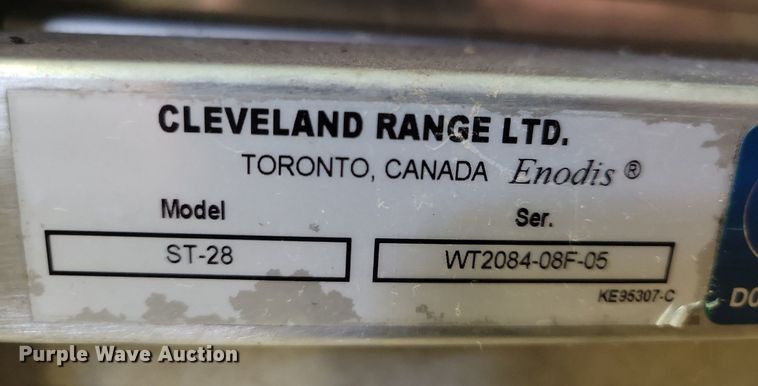 CLEVELAND RANGE LTD.
TORONTO, CANADA Enodis ®
Model Ser.
ST-28 WT2084-08F-05
KE95307-C
Purple Wave Auction